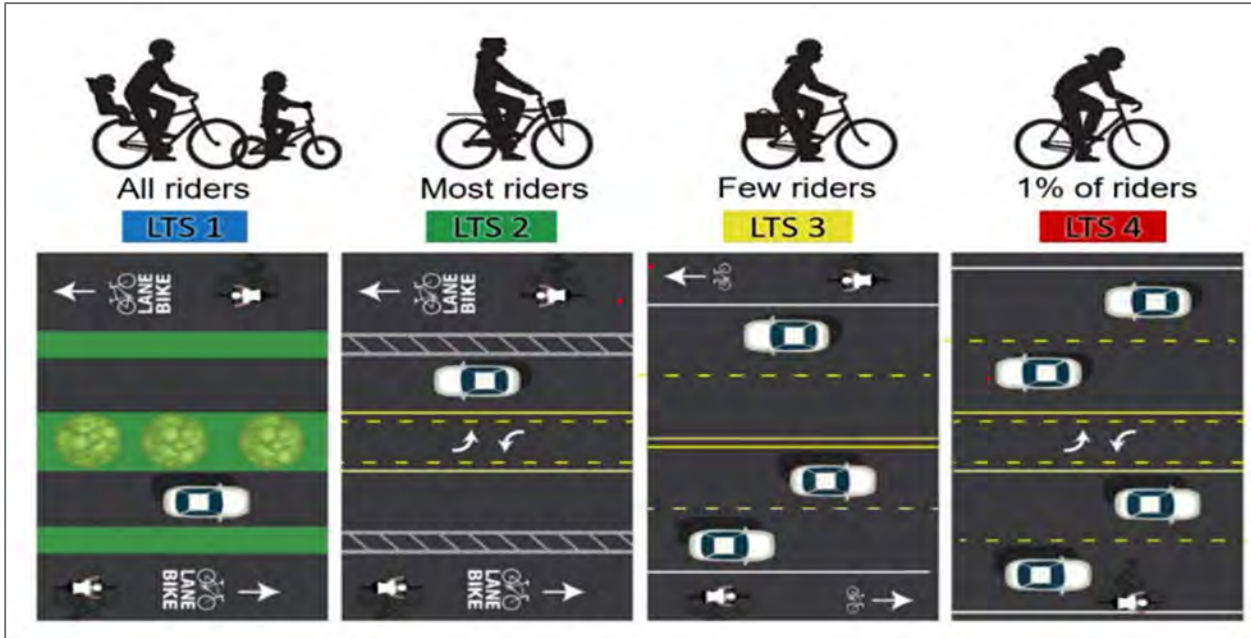 All riders
Most riders
Few riders
1% of riders
LTS 1
LTS 2
LTS 3
LTS 4
LANE
BIKE
LANE
BIKE
LANE
BIKE
LANE
BIKE